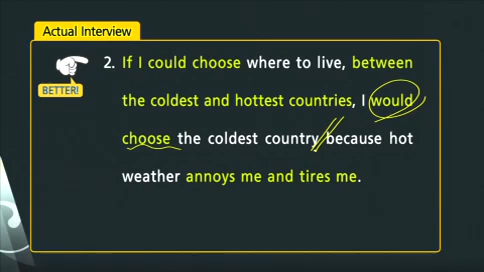 Actual Interview
BETTER!
2. If I could choose where to live, between
the coldest and hottest countries, I would
choose the coldest country because hot
weather annoys me and tires me.